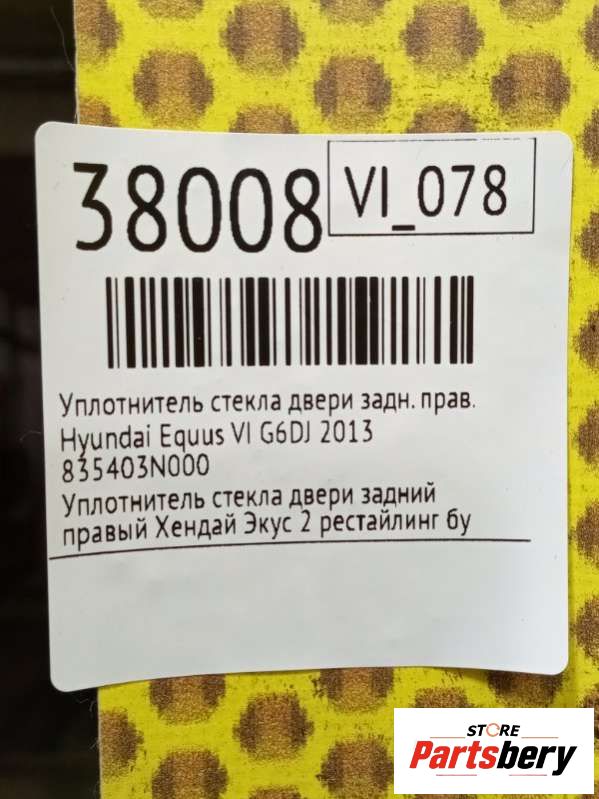 38008
VI_078
Уплотнитель стекла двери задн. прав.
Hyundai Equus VI G6DJ 2013
835403N000
Уплотнитель стекла двери задний
правый Хендай Экус 2 рестайлинг бу
STORE
Partsbery